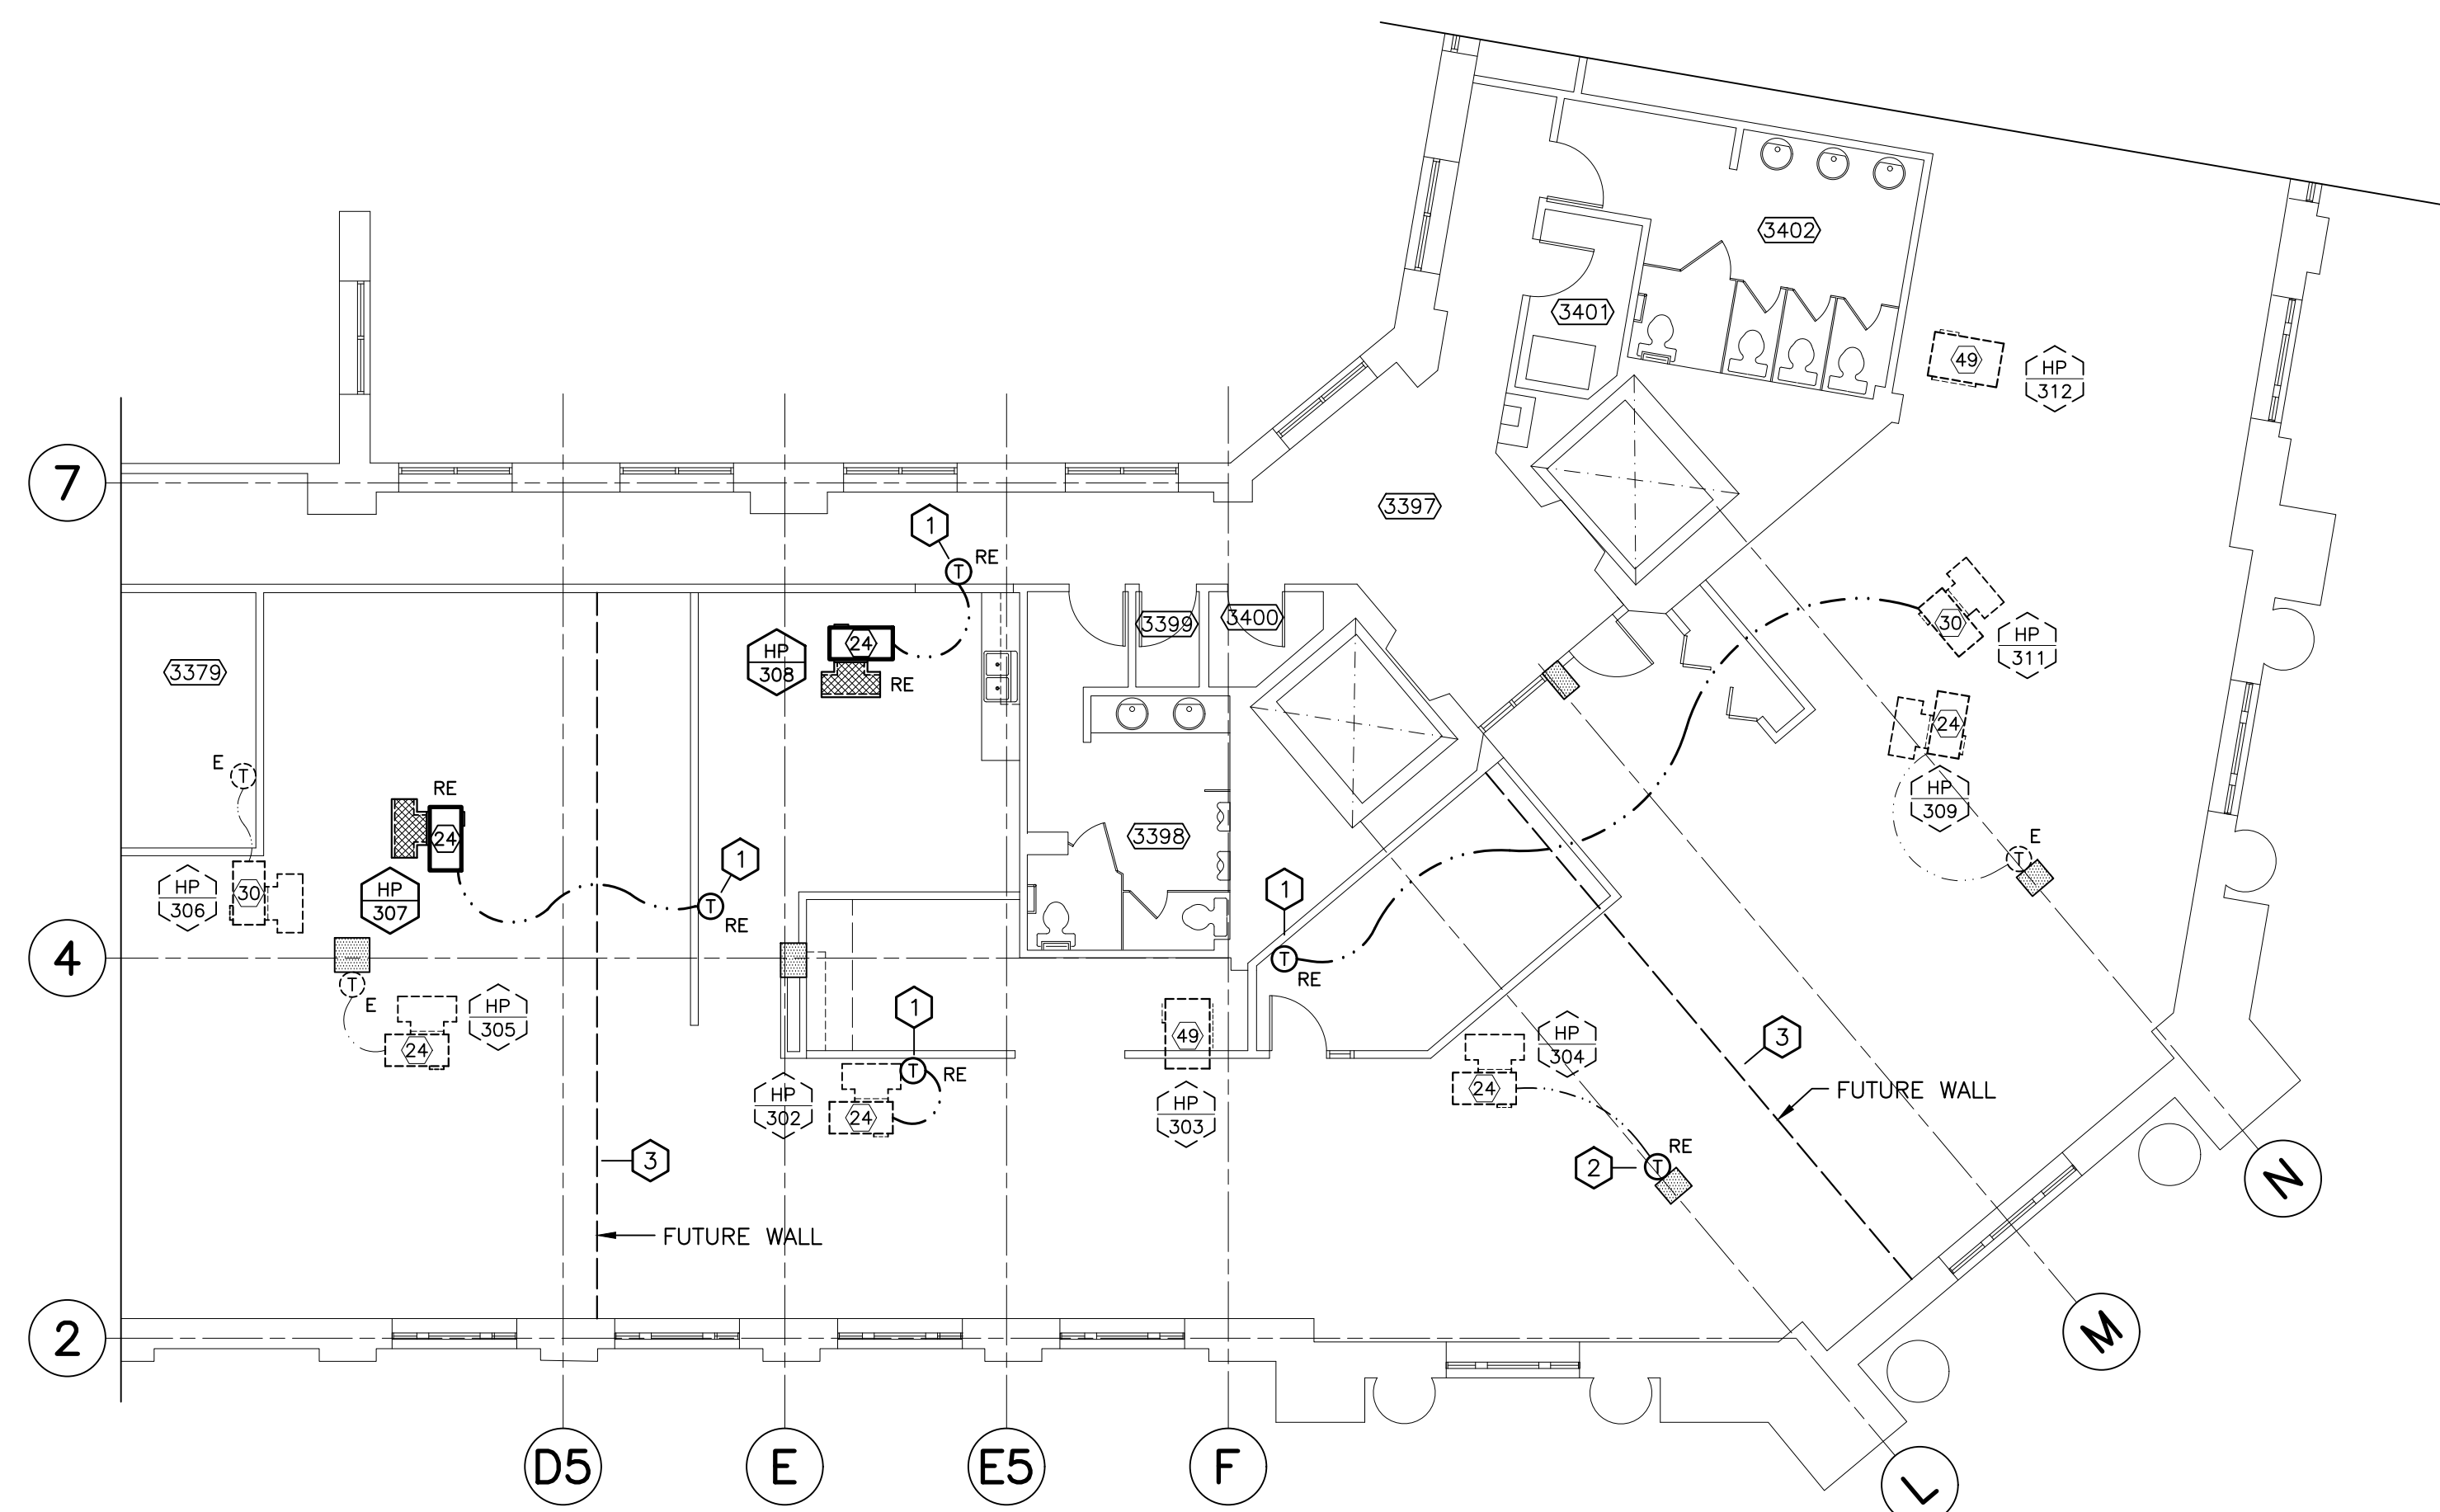 3402
3401
49
HP
312
7
3397
1
RE
T
3399
3400
30
HP
311
24
HP
308
RE
3379
24
HP
309
E
T
RE
24
3398
E
T
1
HP
306
30
HP
307
T
RE
1
T
RE
4
T
E
HP
305
24
1
49
HP
304
24
3
FUTURE WALL
T
RE
HP
302
24
HP
303
N
3
2
T
RE
FUTURE WALL
M
2
D5
E
E5
F
L